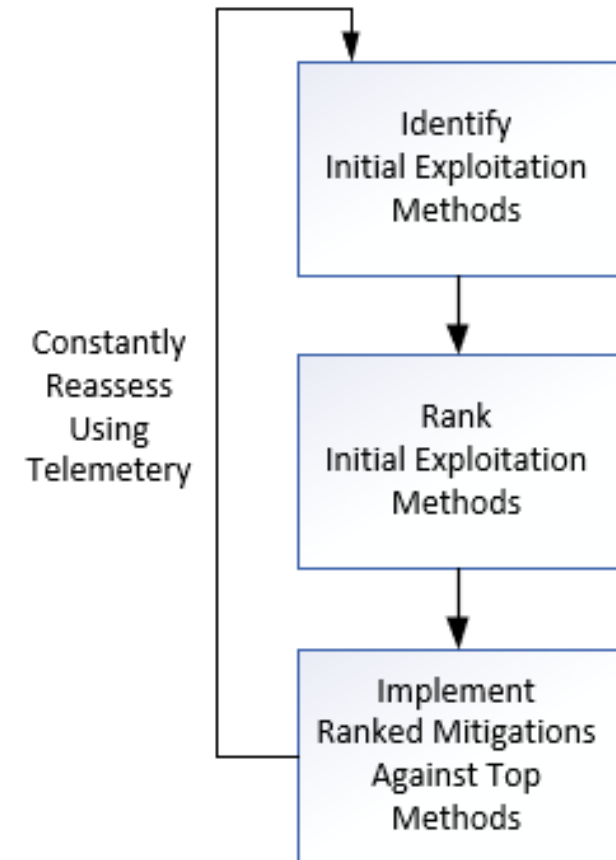 Identify
Initial Exploitation
Methods
Constantly
Reassess
Using
Telemetery
Rank
Initial Exploitation
Methods
Implement
Ranked Mitigations
Against Top
Methods